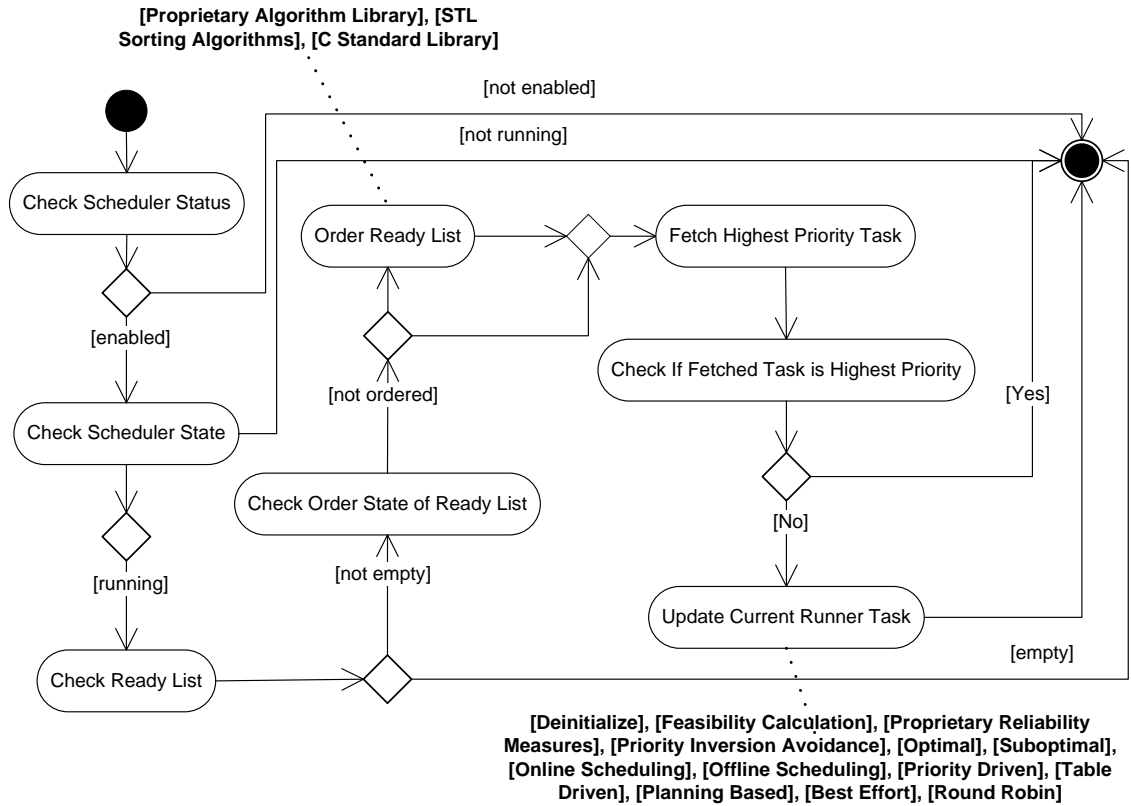 [Proprietary Algorithm Library], [STL
Sorting Algorithms], [C Standard Library]
[not enabled]
[not running]
Check Scheduler Status
Order Ready List
Fetch Highest Priority Task
[enabled]
Check If Fetched Task is Highest Priority
[not ordered]
[Yes]
Check Scheduler State
Check Order State of Ready List
[No]
[running]
[not empty]
Update Current Runner Task
[empty]
Check Ready List
[Deinitialize], [Feasibility Calculation], [Proprietary Reliability
Measures], [Priority Inversion Avoidance], [Optimal], [Suboptimal],
[Online Scheduling], [Offline Scheduling], [Priority Driven], [Table
Driven], [Planning Based], [Best Effort], [Round Robin]